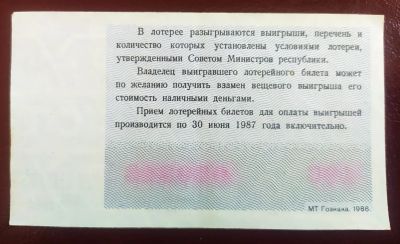 В лотерее разыгрываются выигрыши, перечень и
количество которых установлены условиями лотереи,
утвержденными Советом Министров республики.
Владелец выигравшего лотерейного билета может
по желанию получить взамен вещевого выигрыша его
стоимость наличными деньгами.
Прием лотерейных билетов для оплаты выигрышей
производится по 30 июня 1987 года включительно.
МТ Гознака. 1986.